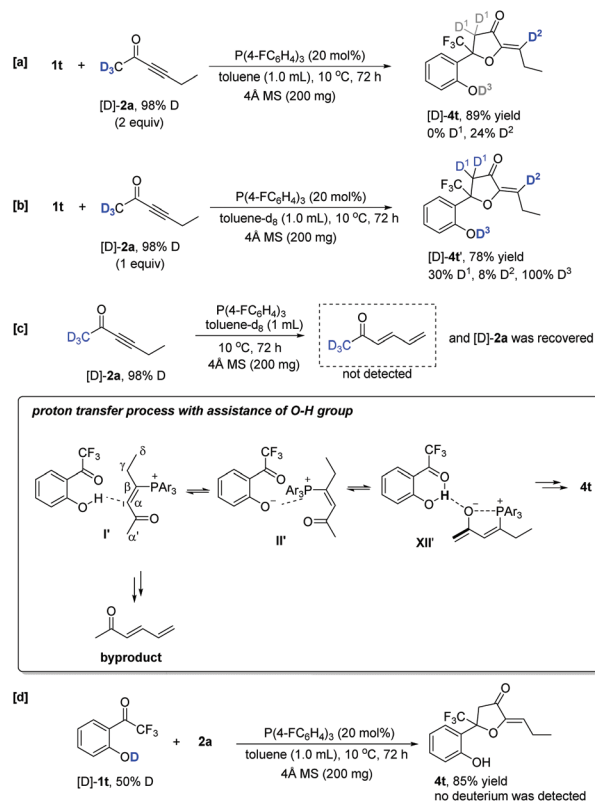 [a]
1t + D3C O
[D]-2a, 98% D
(2 equiv)
P(4-FC6H4)3 (20 mol%)
toluene (1.0 mL), 10 °C, 72 h
4Å MS (200 mg)
D1 D1 O D2
F3C O
OD3
[D]-4t, 89% yield
0% D1, 24% D2
[b]
1t + D3C O
[D]-2a, 98% D
(1 equiv)
P(4-FC6H4)3 (20 mol%)
toluene-d8 (1.0 mL), 10 °C, 72 h
4Å MS (200 mg)
D1 D1 O D2
F3C O
OD3
[D]-4t', 78% yield
30% D1, 8% D2, 100% D3
[c]
O D3C
[D]-2a, 98% D
P(4-FC6H4)3
toluene-d8 (1 mL)
10 °C, 72 h
4Å MS (200 mg)
O D3C
not detected
and [D]-2a was recovered
proton transfer process with assistance of O-H group
CF3 O O H
δ γ β α α' O
P+ Ar3
I'
CF3 O O−
P+ Ar3 O
II'
CF3 O O H
O− P+ Ar3
XII'
4t
O
byproduct
[d]
O CF3 OD
[D]-1t, 50% D
+ 2a
P(4-FC6H4)3 (20 mol%)
toluene (1.0 mL), 10 °C, 72 h
4Å MS (200 mg)
O F3C O OH
4t, 85% yield
no deuterium was detected